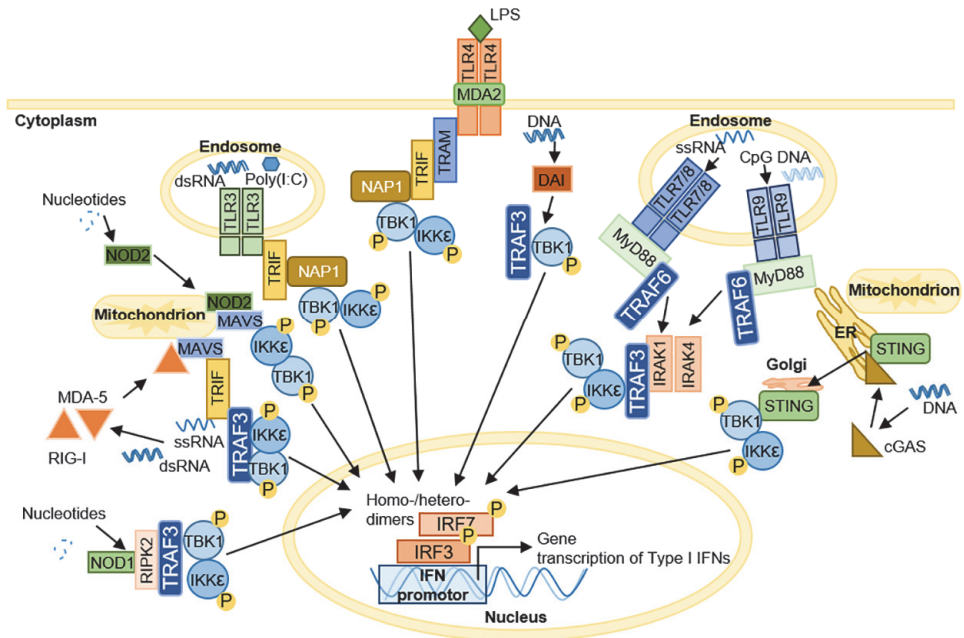 LPS
TLR4
TLR4
MDA2
Cytoplasm
Endosome
dsRNA
Poly(I:C)
TLR3
TLR3
TRIF
NAP1
TBK1
IKKε
P
P
Nucleotides
NOD2
NOD2
MAVS
Mitochondrion
MAVS
TRIF
IKKε
TBK1
P
P
MDA-5
RIG-I
ssRNA
dsRNA
TRAF3
IKKε
TBK1
P
P
Nucleotides
NOD1
RIPK2
TRAF3
TBK1
IKKε
P
P
TRAM
TRIF
NAP1
TBK1
IKKε
P
P
DNA
DAI
TRAF3
TBK1
P
Endosome
ssRNA
CpG DNA
TLR7/8
TLR7/8
TLR9
TLR9
MyD88
MyD88
TRAF6
TRAF6
IRAK1
IRAK4
TRAF3
TBK1
IKKε
P
P
Mitochondrion
ER
STING
Golgi
STING
DNA
cGAS
TBK1
IKKε
P
P
Homo-/hetero-
dimers
IRF7
P
P
IRF3
IFN
promotor
Gene
transcription of Type I IFNs
Nucleus